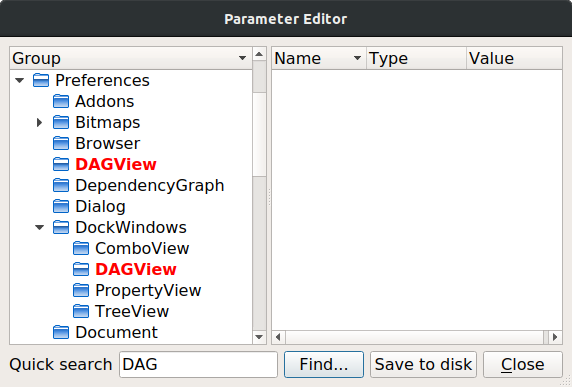 Parameter Editor
Group
Name Type Value
Preferences
Addons
Bitmaps
Browser
DAGView
DependencyGraph
Dialog
DockWindows
ComboView
DAGView
PropertyView
TreeView
Document
Quick search DAG Find... Save to disk Close